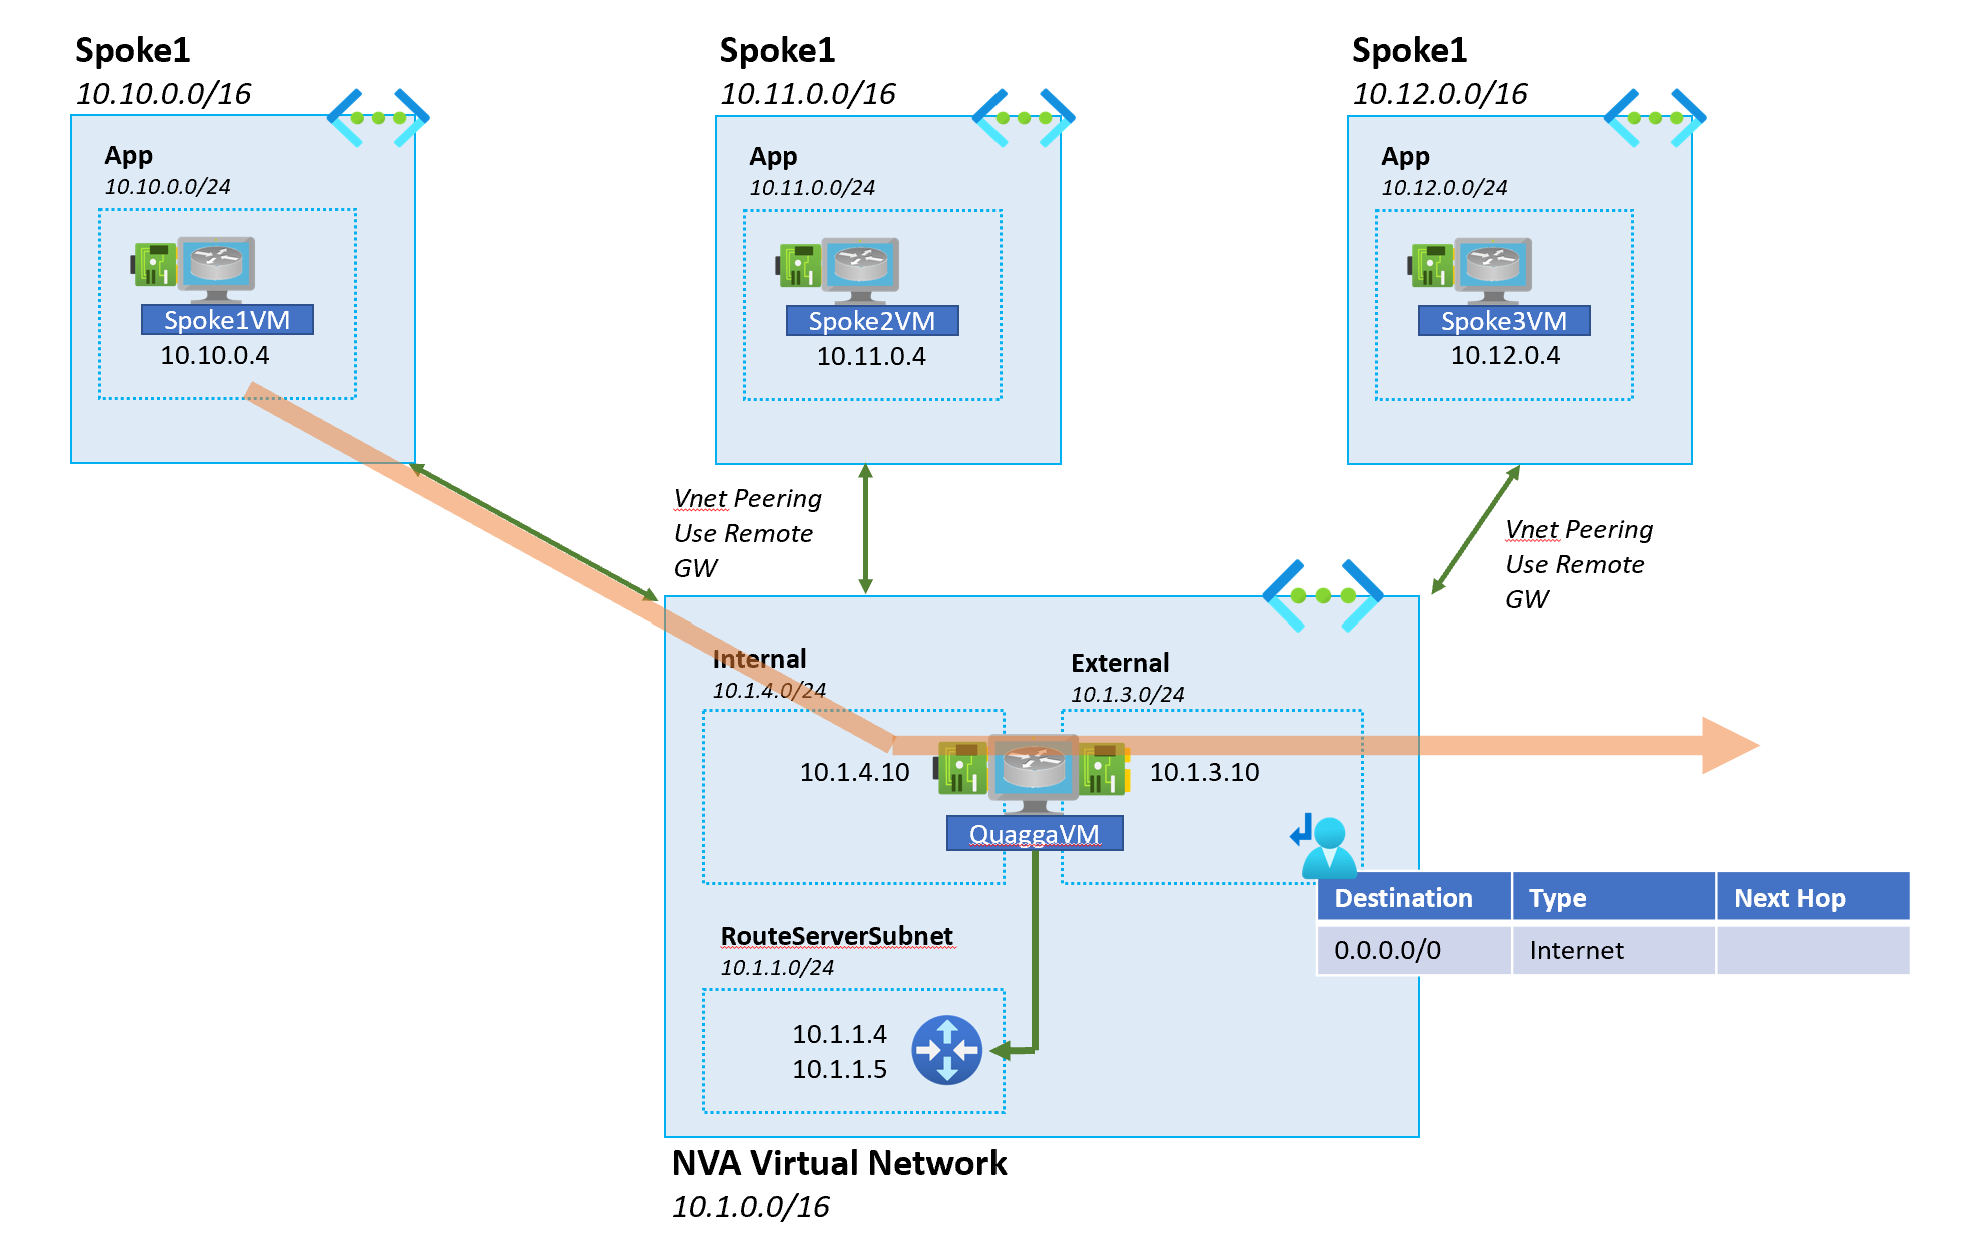 Spoke1
10.10.0.0/16
App
10.10.0.0/24
Spoke1VM
10.10.0.4
Spoke1
10.11.0.0/16
App
10.11.0.0/24
Spoke2VM
10.11.0.4
Spoke1
10.12.0.0/16
App
10.12.0.0/24
Spoke3VM
10.12.0.4
Vnet Peering
Use Remote
GW
Vnet Peering
Use Remote
GW
Internal
10.1.4.0/24
10.1.4.10
External
10.1.3.0/24
10.1.3.10
QuaggaVM
Destination Type Next Hop
0.0.0.0/0 Internet
RouteServerSubnet
10.1.1.0/24
10.1.1.4
10.1.1.5
NVA Virtual Network
10.1.0.0/16